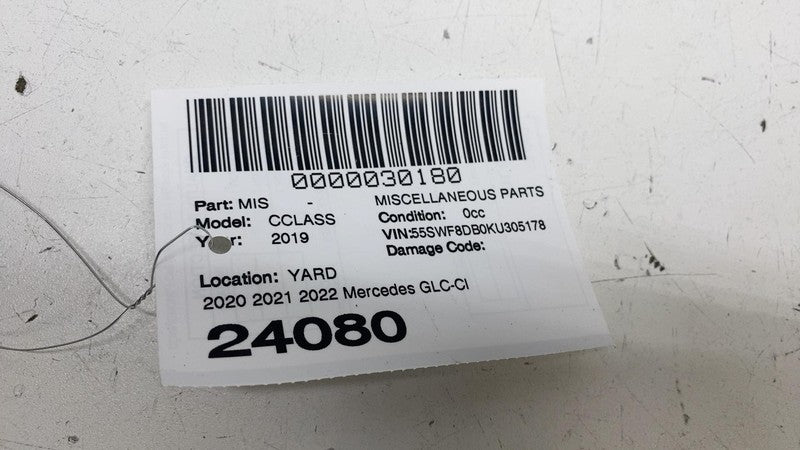 0000030180
Part: MIS - MISCELLANEOUS PARTS
Model: CCLASS Condition: 0cc
Year: 2019 VIN:55SWF8DB0KU305178
Damage Code:
Location: YARD
2020 2021 2022 Mercedes GLC-Cl
24080